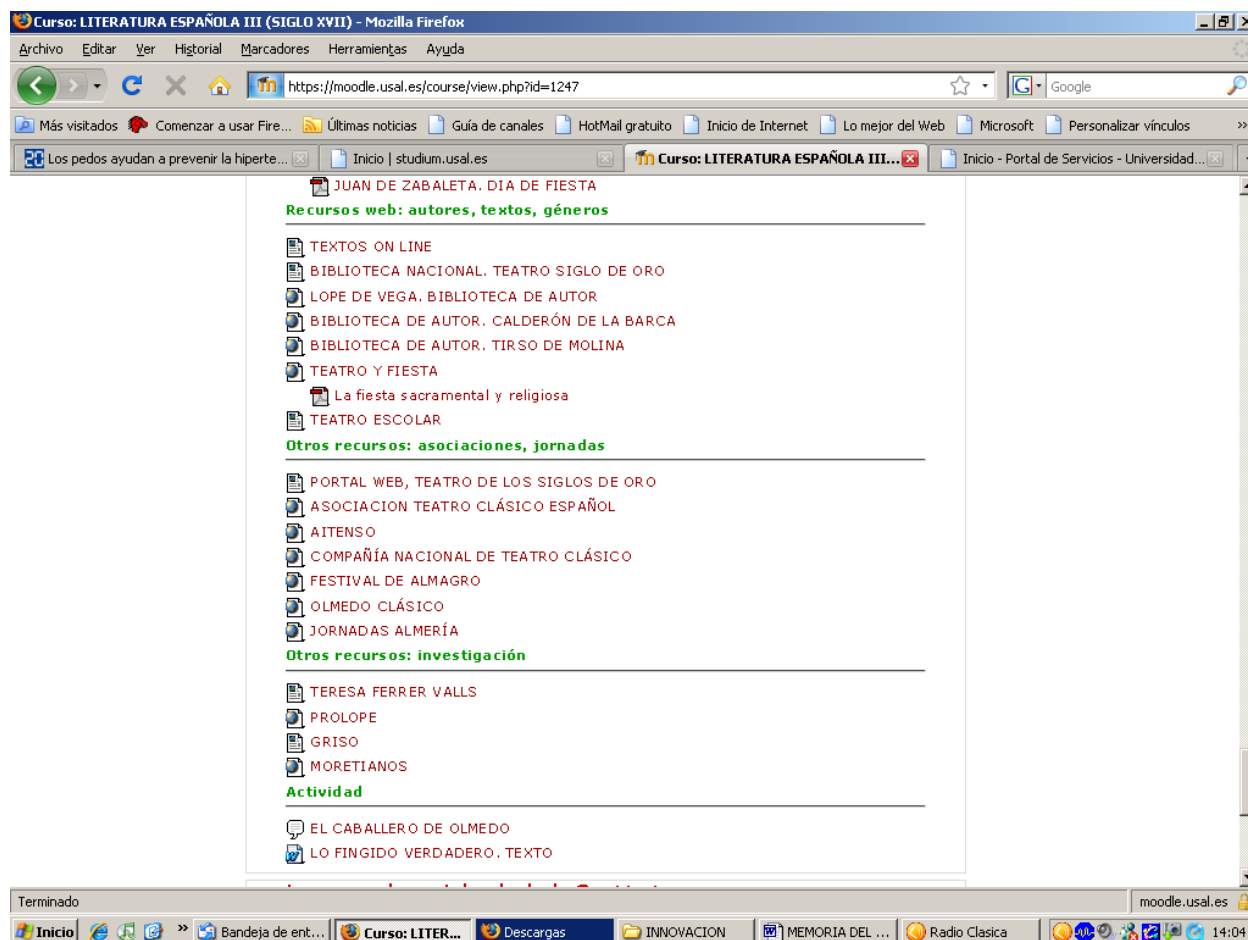 Curso: LITERATURA ESPAÑOLA III (SIGLO XVII) - Mozilla Firefox
Archivo Editar Ver Historial Marcadores Herramientas Ayuda
https://moodle.usal.es/course/view.php?id=1247 G Google
Más visitados Comenzar a usar Fire... Últimas noticias Guía de canales HotMail gratuito Inicio de Internet Lo mejor del Web Microsoft Personalizar vínculos »
20 Los pedos ayudan a prevenir la hiperte... Inicio | studium.usal.es Curso: LITERATURA ESPAÑOLA III... Inicio - Portal de Servicios - Universidad...
JUAN DE ZABALETA. DIA DE FIESTA
Recursos web: autores, textos, géneros
TEXTOS ON LINE
BIBLIOTECA NACIONAL. TEATRO SIGLO DE ORO
LOPE DE VEGA. BIBLIOTECA DE AUTOR
BIBLIOTECA DE AUTOR. CALDERÓN DE LA BARCA
BIBLIOTECA DE AUTOR. TIRSO DE MOLINA
TEATRO Y FIESTA
La fiesta sacramental y religiosa
TEATRO ESCOLAR
Otros recursos: asociaciones, jornadas
PORTAL WEB, TEATRO DE LOS SIGLOS DE ORO
ASOCIACION TEATRO CLÁSICO ESPAÑOL
AITENSO
COMPAÑÍA NACIONAL DE TEATRO CLÁSICO
FESTIVAL DE ALMAGRO
OLMEDO CLÁSICO
JORNADAS ALMERÍA
Otros recursos: investigación
TERESA FERRER VALLS
PROLOPE
GRISO
MORETIANOS
Actividad
EL CABALLERO DE OLMEDO
LO FINGIDO VERDADERO. TEXTO
Terminado moodle.usal.es
Inicio » Bandeja de ent... Curso: LITER... Descargas INNOVACION MEMORIA DEL ... Radio Clasica 14:04